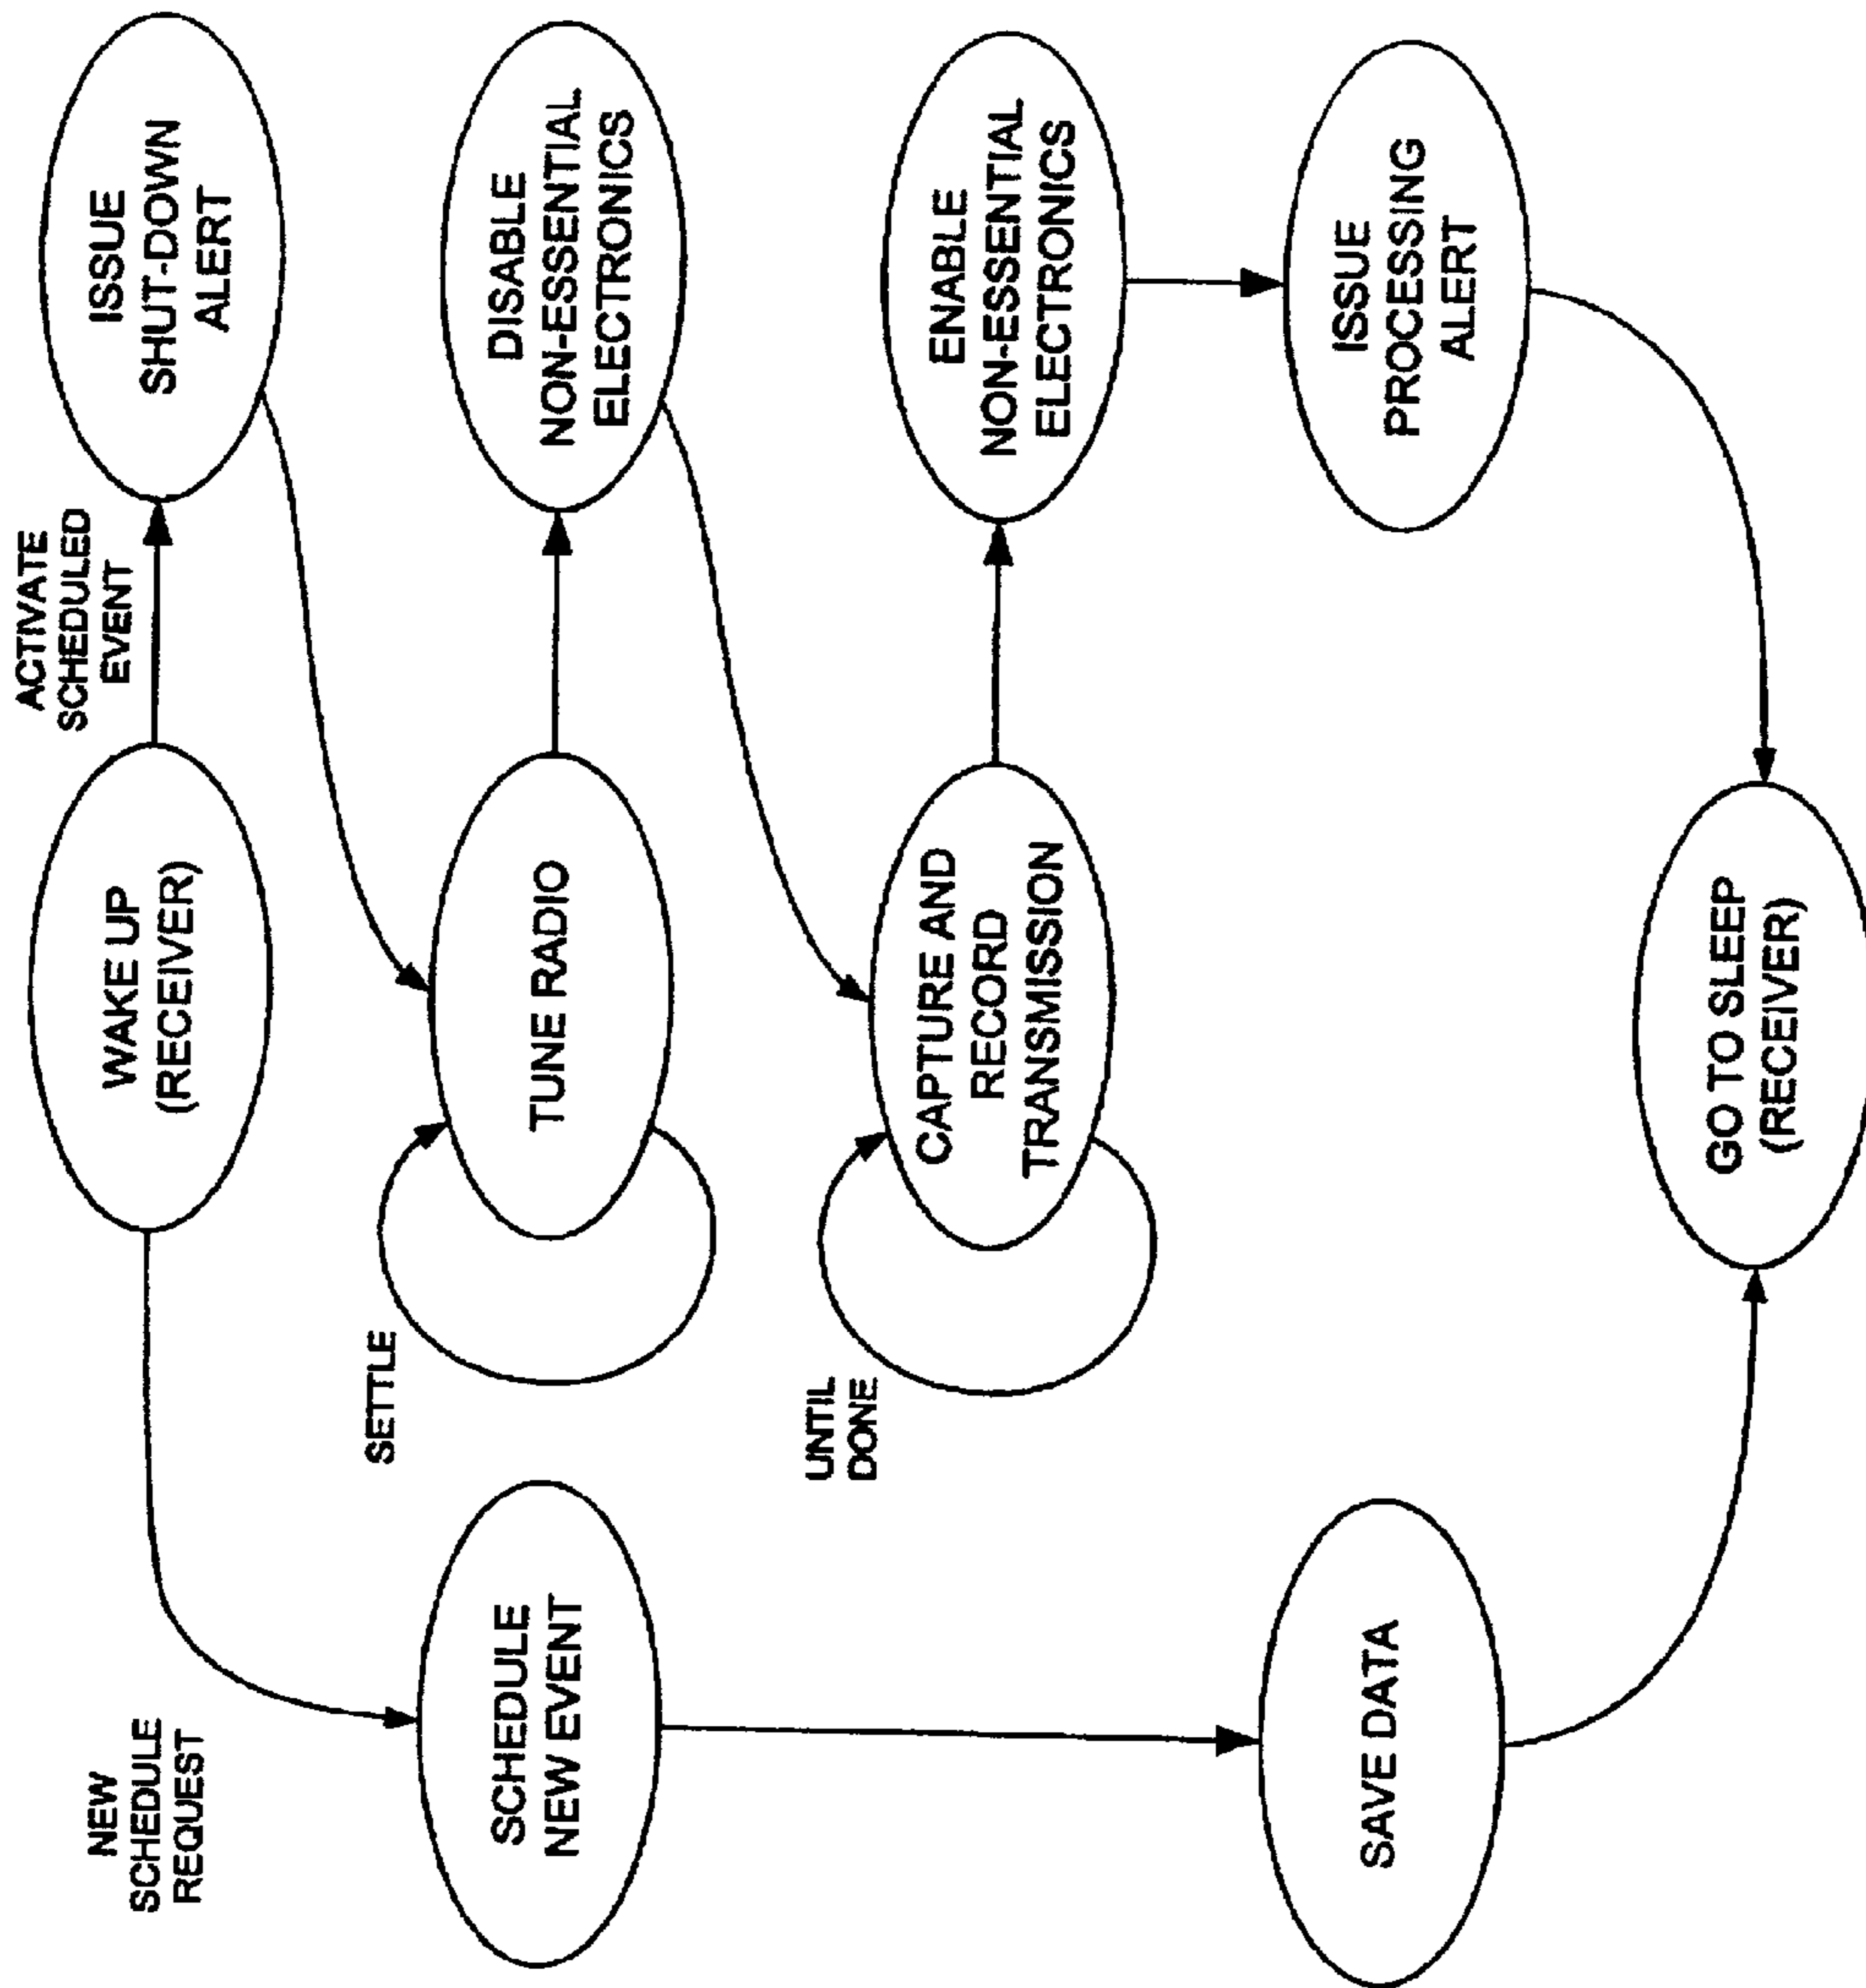 NEW
SCHEDULE
REQUEST
WAKE UP
(RECEIVER)
ACTIVATE
SCHEDULED
EVENT
ISSUE
SHUT-DOWN
ALERT
SCHEDULE
NEW EVENT
SETTLE
TUNE RADIO
DISABLE
NON-ESSENTIAL
ELECTRONICS
UNTIL
DONE
CAPTURE AND
RECORD
TRANSMISSION
ENABLE
NON-ESSENTIAL
ELECTRONICS
SAVE DATA
ISSUE
PROCESSING
ALERT
GO TO SLEEP
(RECEIVER)